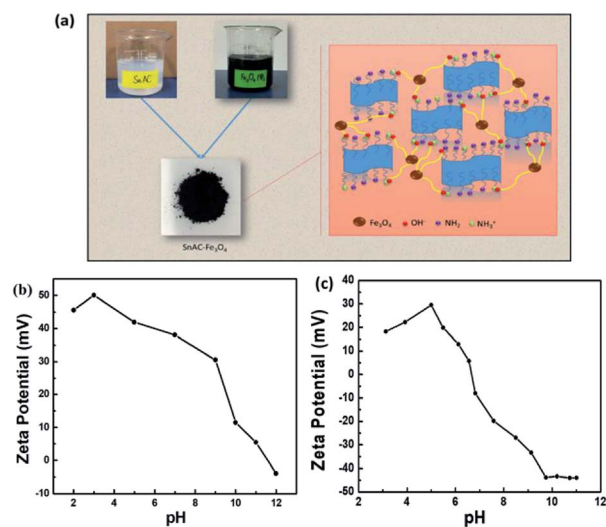 (a)
SnAC
Fe₃O₄
SnAC-Fe₃O₄
Fe₃O₄ OH⁻ NH₂ NH₃⁺
(b)
Zeta Potential (mV)
50
40
30
20
10
0
-10
2 4 6 8 10 12
pH
(c)
Zeta Potential (mV)
40
30
20
10
0
-10
-20
-30
-40
-50
2 4 6 8 10 12
pH